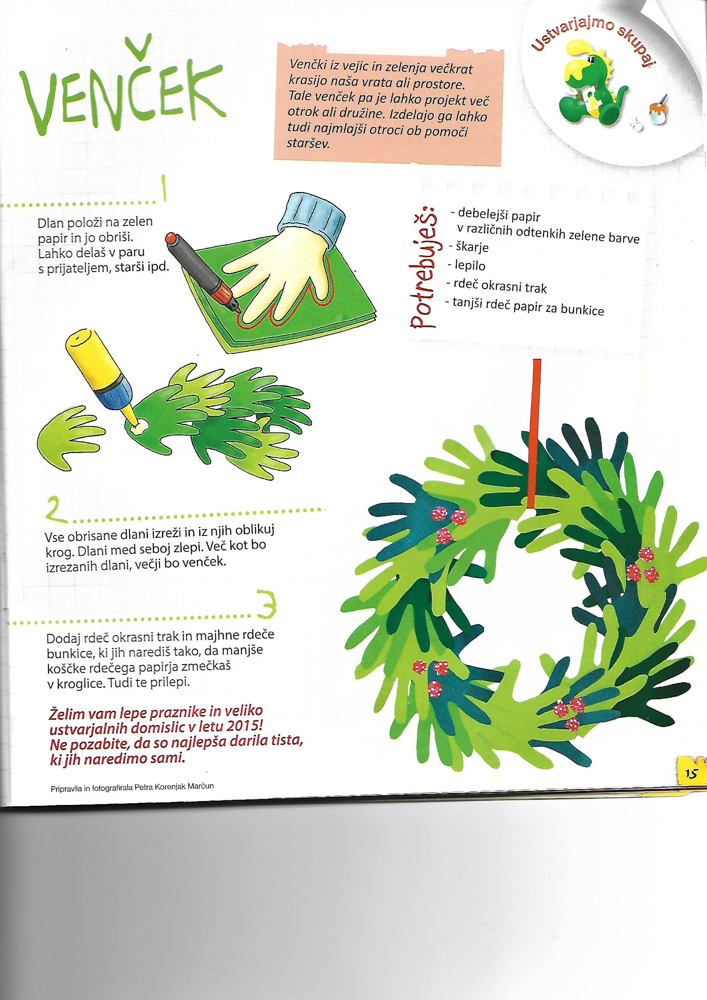 Ustvarjajmo skupaj
VENČEK
Venčki iz vejic in zelenja večkrat
krasijo naša vrata ali prostore.
Tale venček pa je lahko projekt več
otrok ali družine. Izdelajo ga lahko
tudi najmlajši otroci ob pomoči
staršev.
1
Dlan položi na zelen
papir in jo obriši.
Lahko delaš v paru
s prijateljem, starši ipd.
Potrebuješ:
- debelejši papir
v različnih odtenkih zelene barve
- škarje
- lepilo
- rdeč okrasni trak
- tanjši rdeč papir za bunkice
2
Vse obrisane dlani izreži in iz njih oblikuj
krog. Dlani med seboj zlepi. Več kot bo
izrezanih dlani, večji bo venček.
3
Dodaj rdeč okrasni trak in majhne rdeče
bunkice, ki jih narediš tako, da manjše
koščke rdečega papirja zmečkaš
v kroglice. Tudi te prilepi.
Želim vam lepe praznike in veliko
ustvarjalnih domislic v letu 2015!
Ne pozabite, da so najlepša darila tista,
ki jih naredimo sami.
Pripravila in fotografirala Petra Korenjak Marčun
15